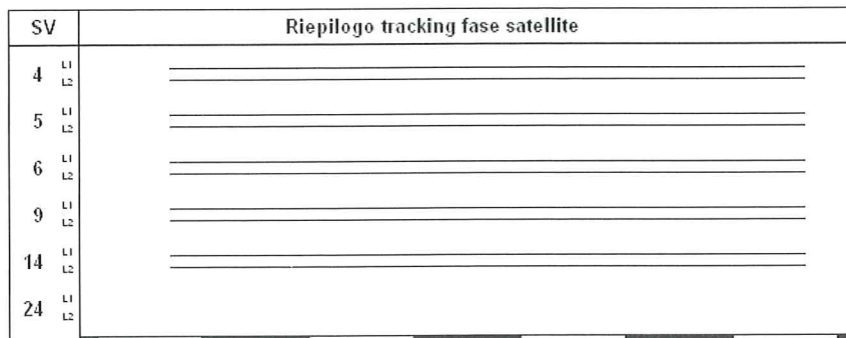 SV Riepilogo tracking fase satellite
4 L1
L2
5 L1
L2
6 L1
L2
9 L1
L2
14 L1
L2
24 L1
L2